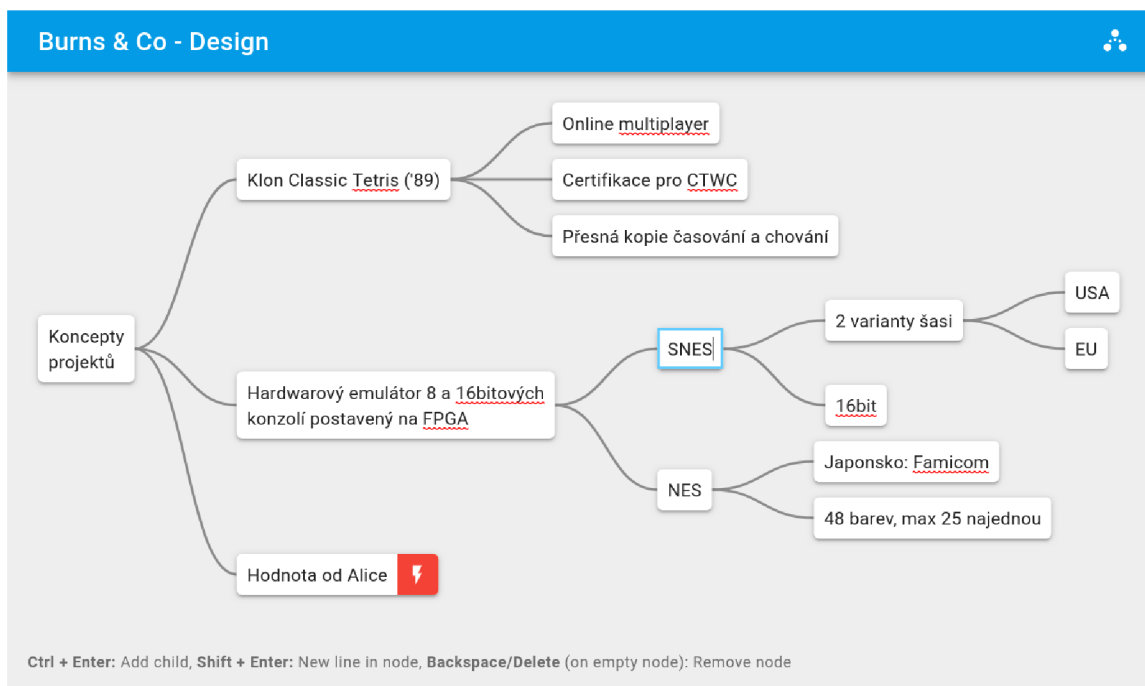 Burns & Co - Design
Online multiplayer
Klon Classic Tetris ('89)
Certifikace pro CTWC
Přesná kopie časování a chování
USA
2 varianty šasi
Koncepty
projektů
SNES
EU
Hardwarový emulátor 8 a 16bitových
konzolí postavený na FPGA
16bit
Japonsko: Famicom
NES
48 barev, max 25 najednou
Hodnota od Alice
Ctrl + Enter: Add child, Shift + Enter: New line in node, Backspace/Delete (on empty node): Remove node